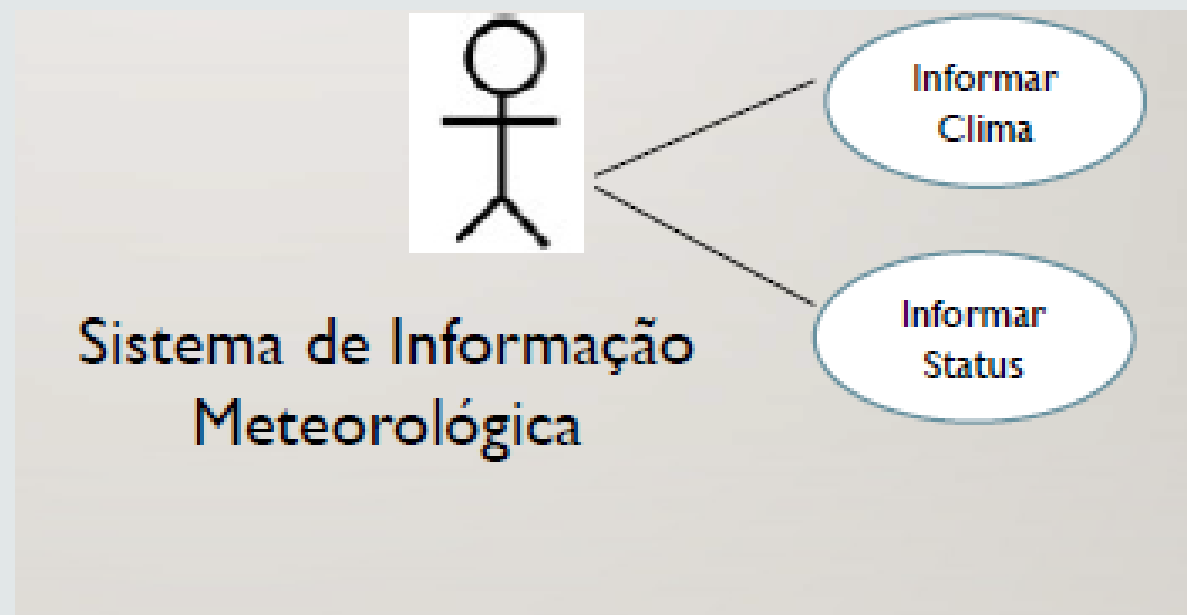 Informar
Clima
Informar
Status
Sistema de Informação
Meteorológica